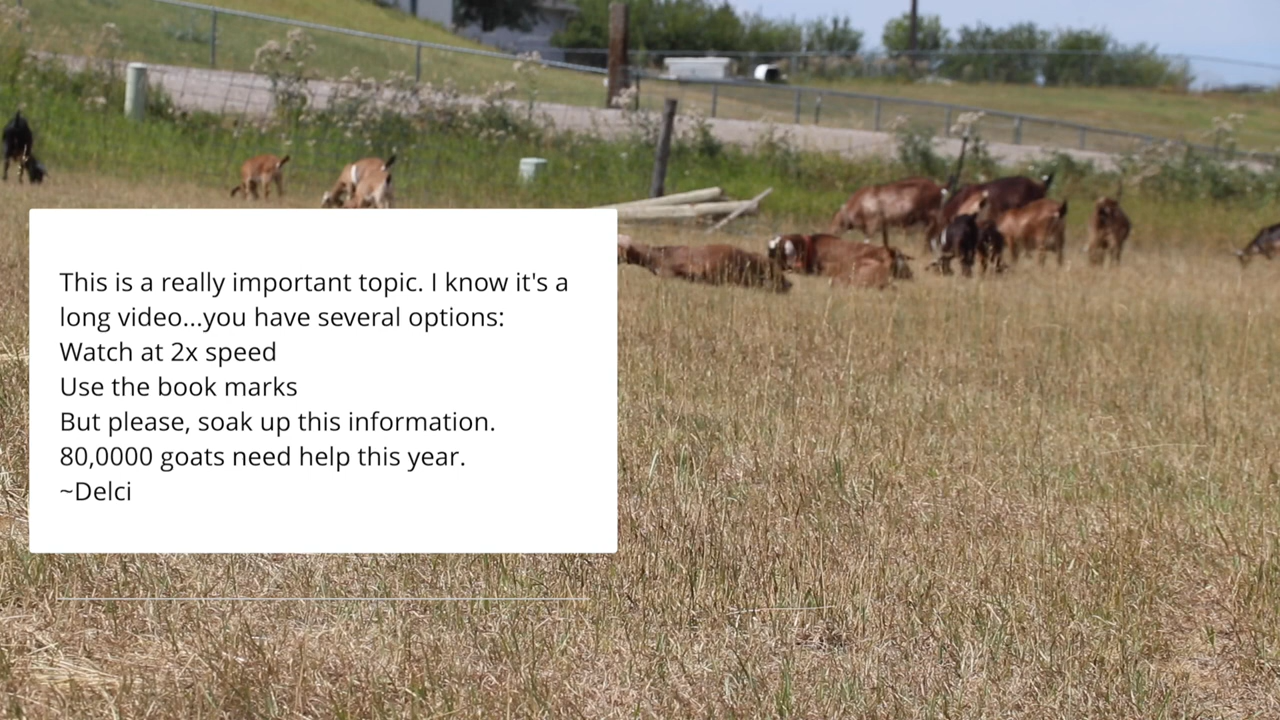 This is a really important topic. I know it's a
long video...you have several options:
Watch at 2x speed
Use the book marks
But please, soak up this information.
80,0000 goats need help this year.
~Delci